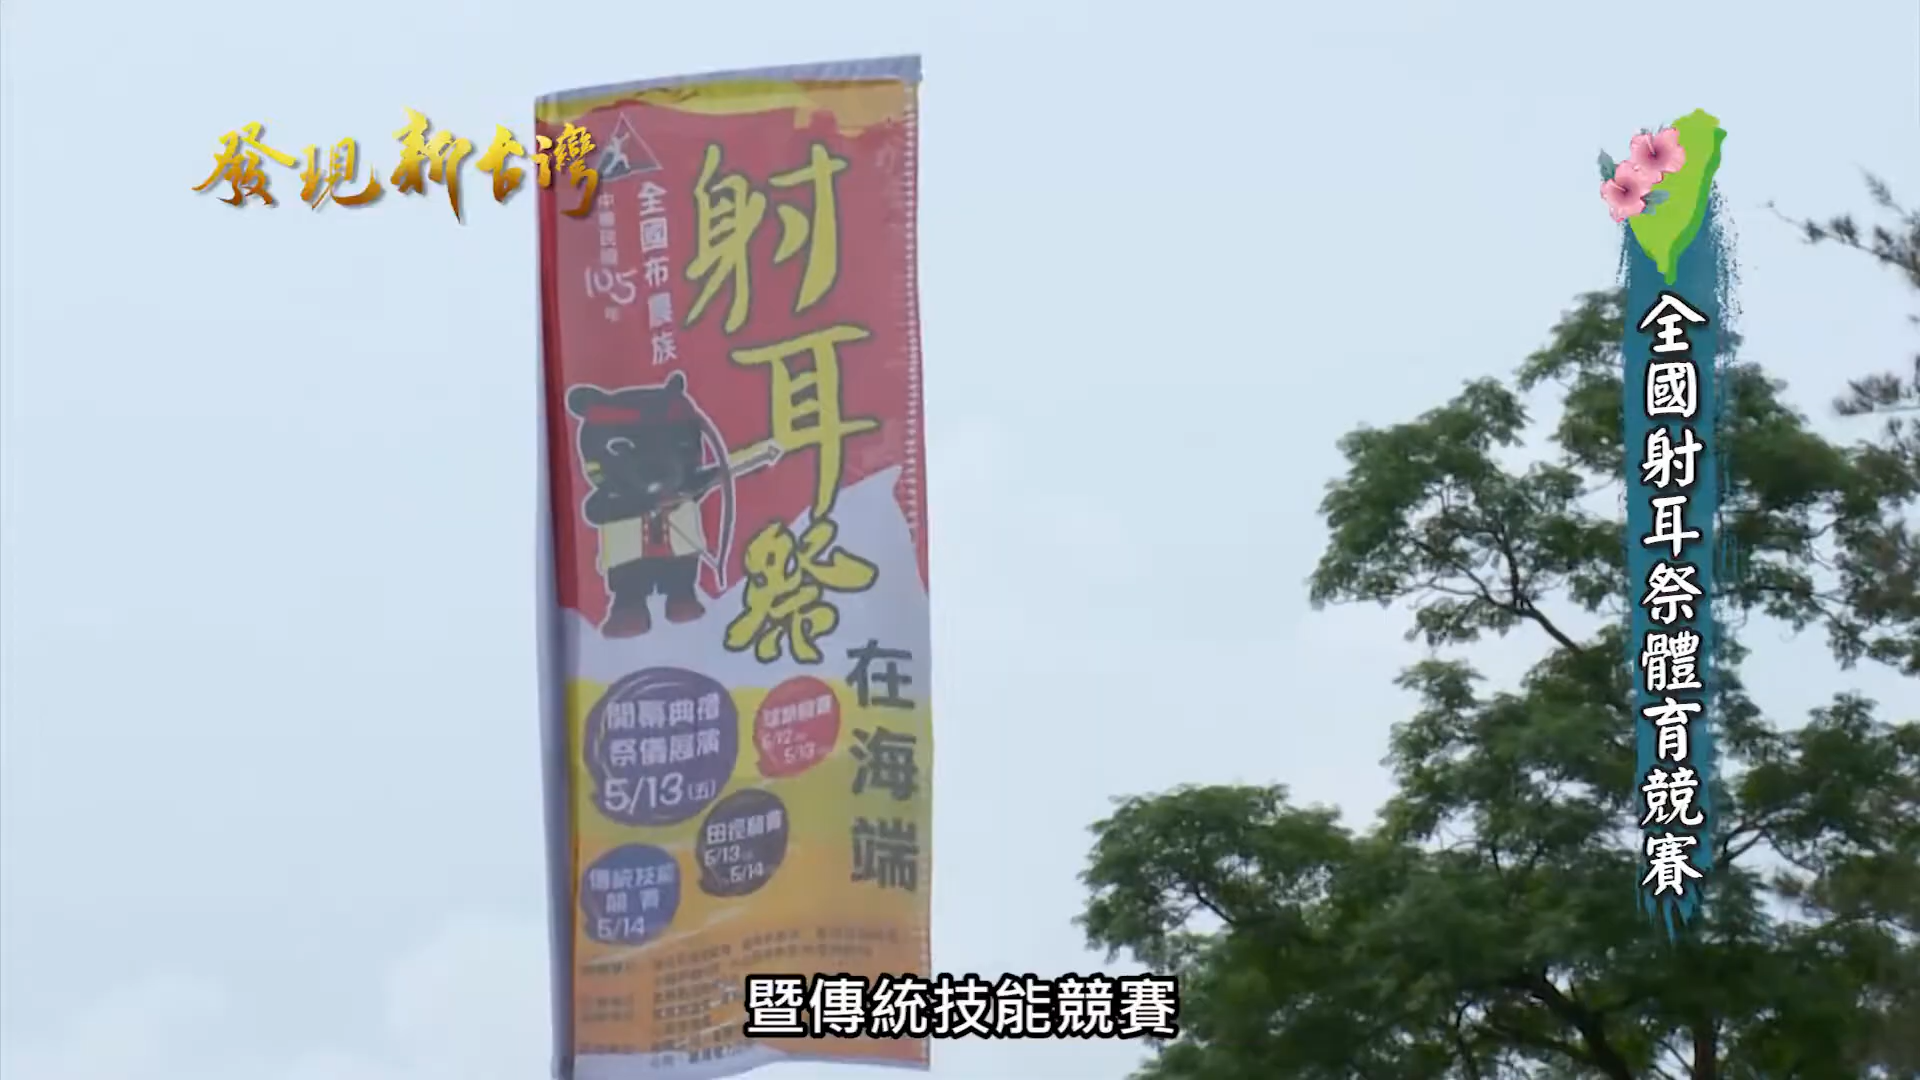 發現新台灣
全國射耳祭體育競賽
中華民國105年
全國布農族
射耳祭
在海端
開幕典禮
祭儀展演
5/13(五)
球類競賽
5/12
5/13
田徑競賽
5/13
5/14
傳統技能
競賽
5/14
暨傳統技能競賽